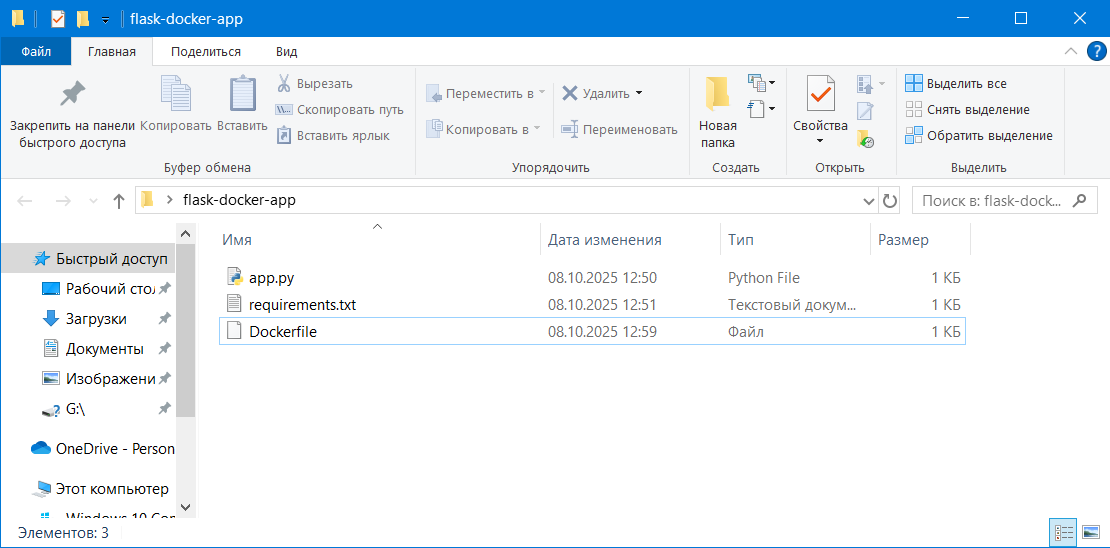 flask-docker-app
Файл Главная Поделиться Вид
Закрепить на панели быстрого доступа
Копировать
Вставить
Вырезать
Скопировать путь
Вставить ярлык
Буфер обмена
Переместить в
Копировать в
Удалить
Переименовать
Упорядочить
Новая папка
Создать
Свойства
Открыть
Выделить все
Снять выделение
Обратить выделение
Выделить
flask-docker-app
Поиск в: flask-dock...
Имя Дата изменения Тип Размер
app.py 08.10.2025 12:50 Python File 1 КБ
requirements.txt 08.10.2025 12:51 Текстовый докум... 1 КБ
Dockerfile 08.10.2025 12:59 Файл 1 КБ
Быстрый доступ
Рабочий стол
Загрузки
Документы
Изображени
G:\
OneDrive - Person
Этот компьютер
Windows 10 Com
Элементов: 3